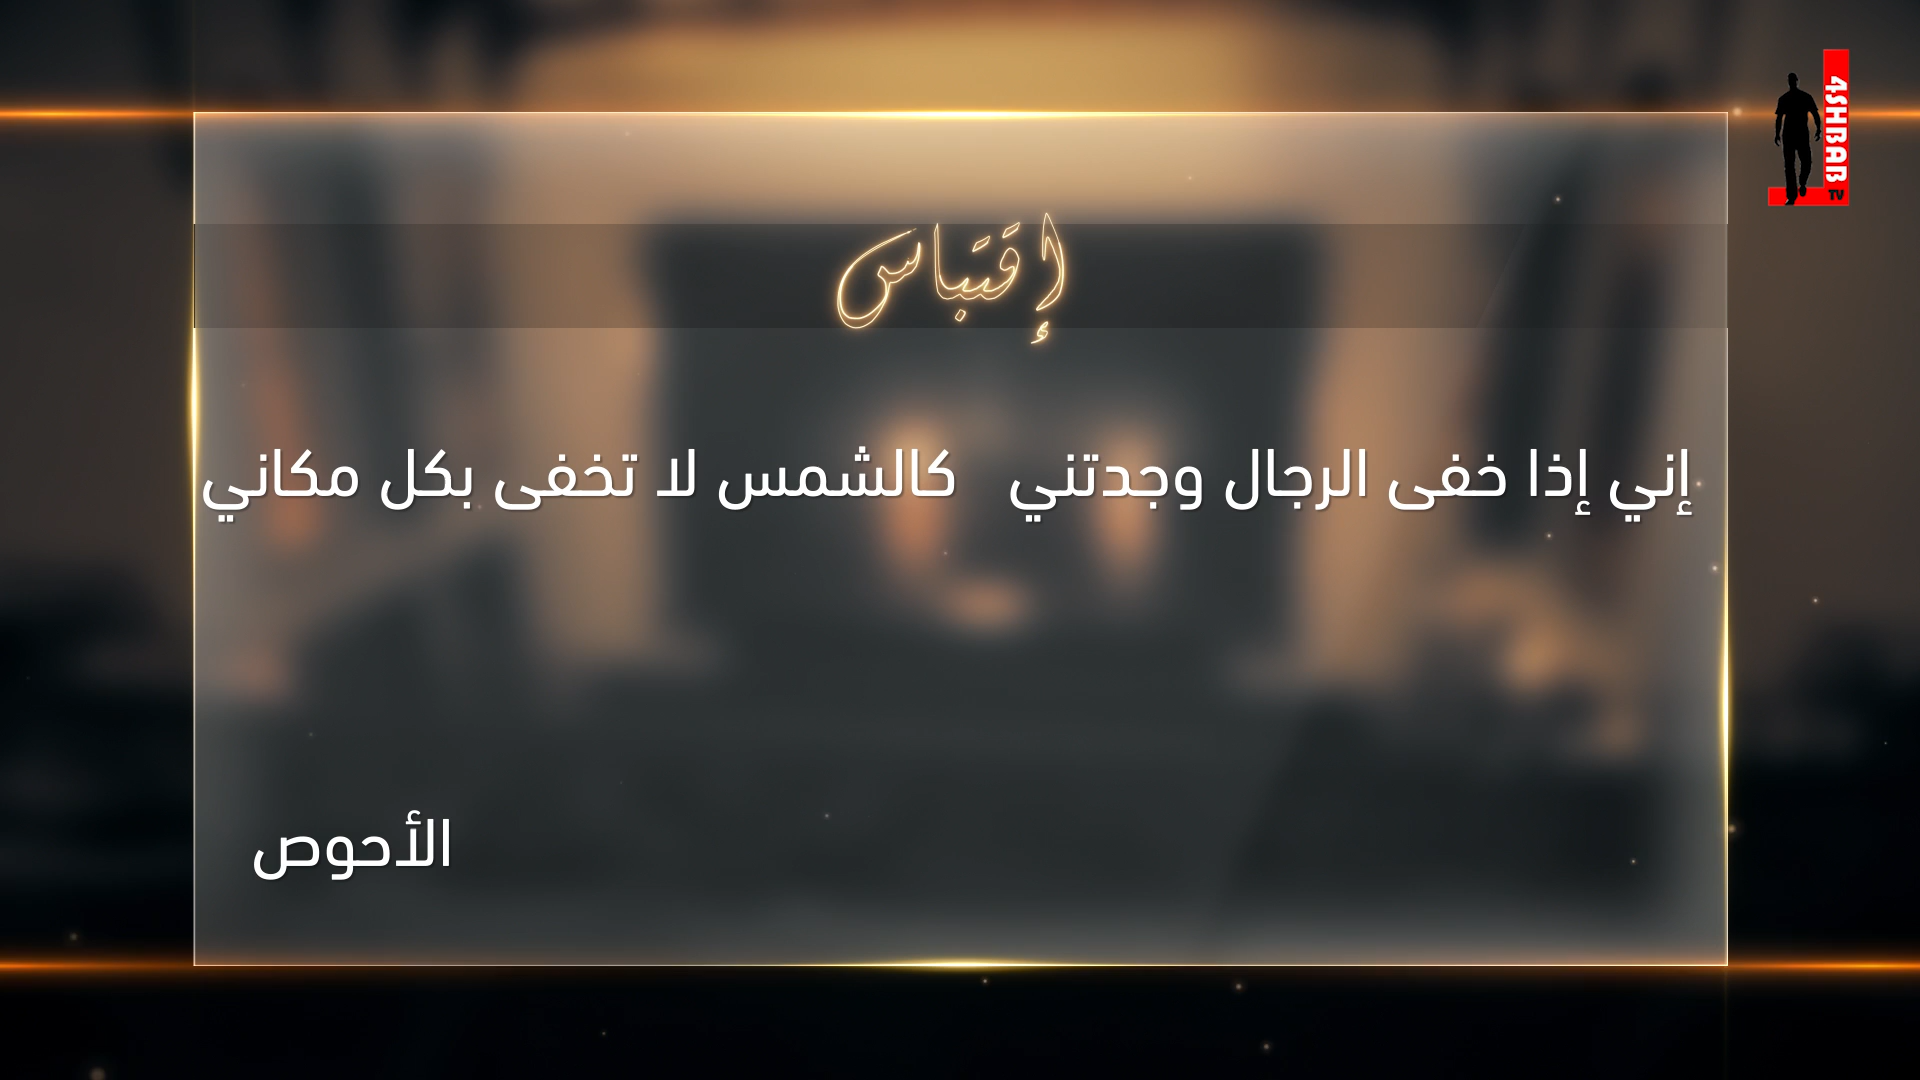 4SHBAB
TV
إقتباس
إني إذا خفى الرجال وجدتني كالشمس لا تخفى بكل مكاني
الأحوص